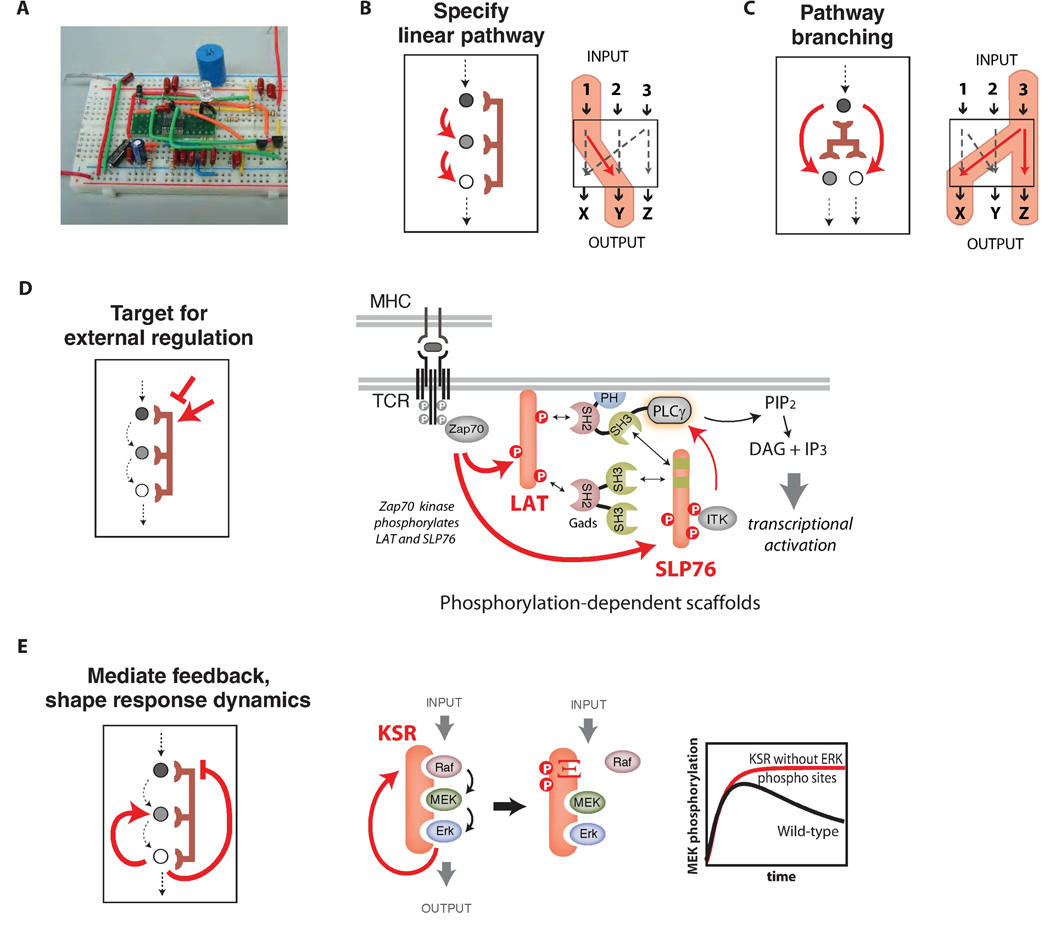 A
B
Specify
linear pathway
INPUT
1 2 3
X Y Z
OUTPUT
C
Pathway
branching
INPUT
1 2 3
X Y Z
OUTPUT
D
Target for
external regulation
MHC
TCR
P P
P P
Zap70
Zap70 kinase
phosphorylates
LAT and SLP76
P
P
P
LAT
SH2
PH
SH3
PLCγ
SH2
SH3
SH3
Gads
P
P
P
ITK
SLP76
PIP2
DAG + IP3
transcriptional
activation
Phosphorylation-dependent scaffolds
E
Mediate feedback,
shape response dynamics
INPUT
KSR
Raf
MEK
Erk
OUTPUT
INPUT
P
P
Raf
MEK
Erk
MEK phosphorylation
KSR without ERK
phospho sites
Wild-type
time